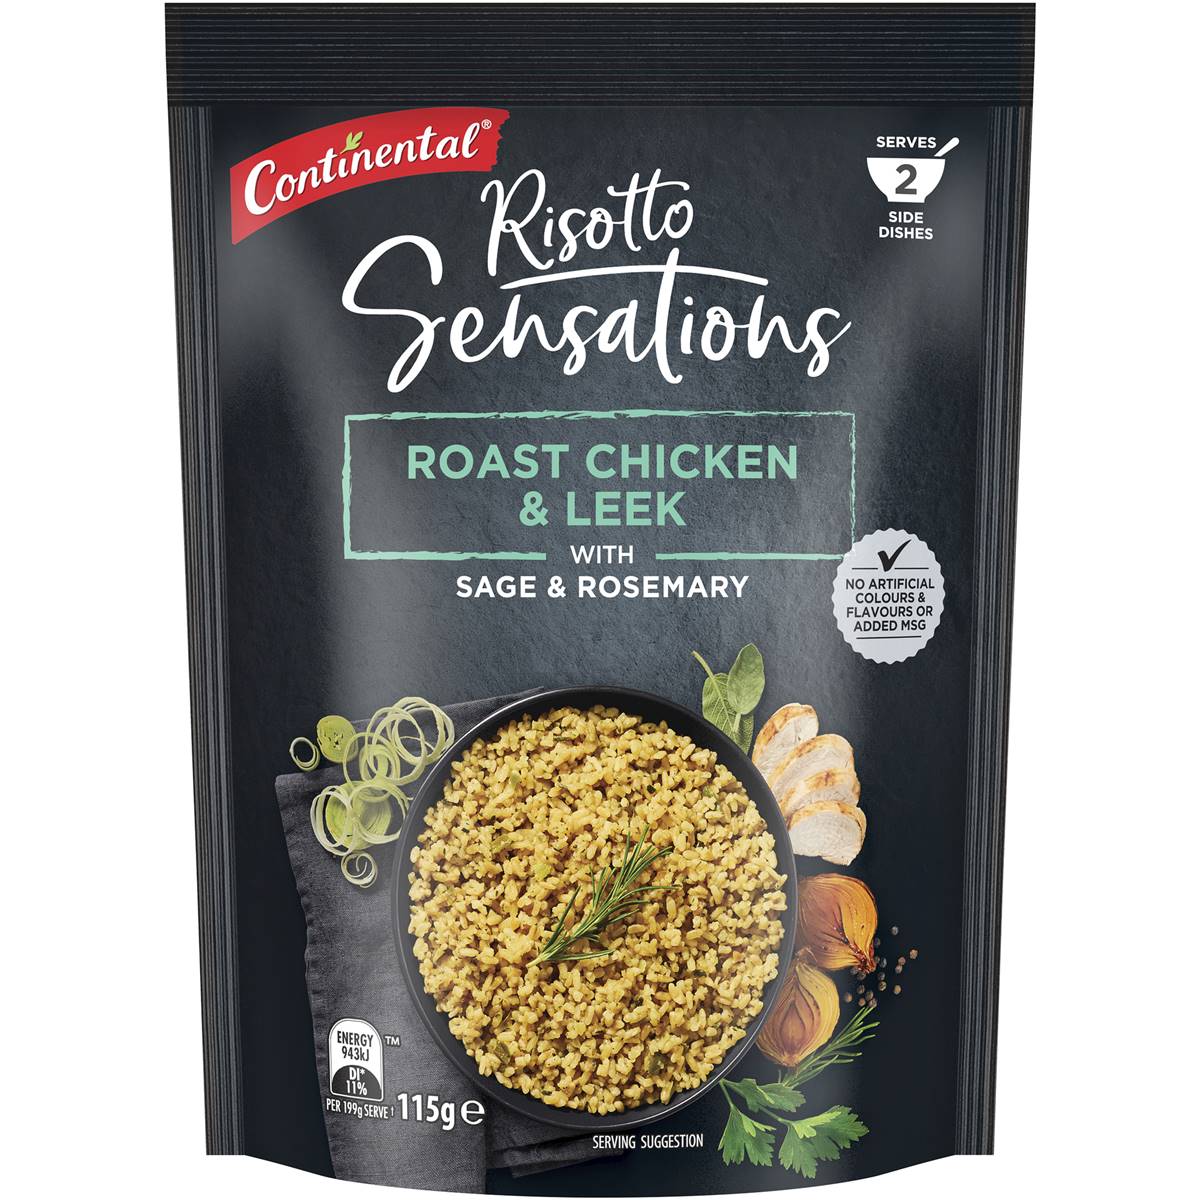 Continental®
SERVES
2
SIDE
DISHES
Risotto
Sensations
ROAST CHICKEN
& LEEK
WITH
SAGE & ROSEMARY
NO ARTIFICIAL
COLOURS &
FLAVOURS OR
ADDED MSG
ENERGY
943kJ
DI*
11%
™
PER 199g SERVE†
115g℮
SERVING SUGGESTION